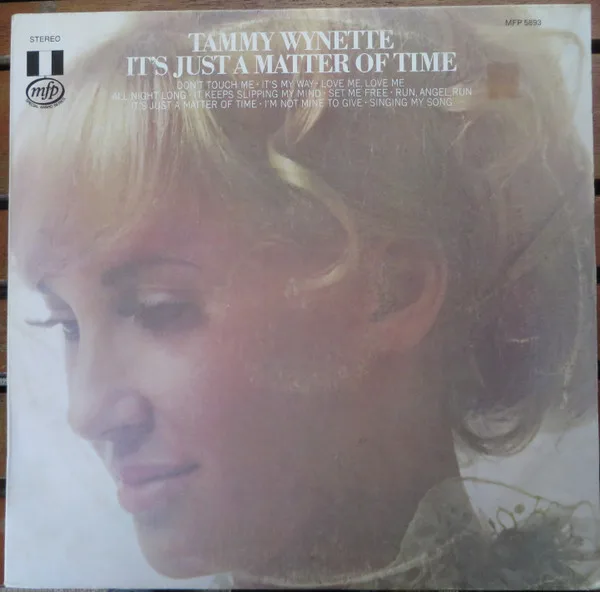 STEREO
MFP 5693
TAMMY WYNETTE
IT'S JUST A MATTER OF TIME
DON'T TOUCH ME • IT'S MY WAY • LOVE ME, LOVE ME
ALL NIGHT LONG • IT KEEPS SLIPPING MY MIND • SET ME FREE • RUN, ANGEL, RUN
IT'S JUST A MATTER OF TIME • I'M NOT MINE TO GIVE • SINGING MY SONG
mfp